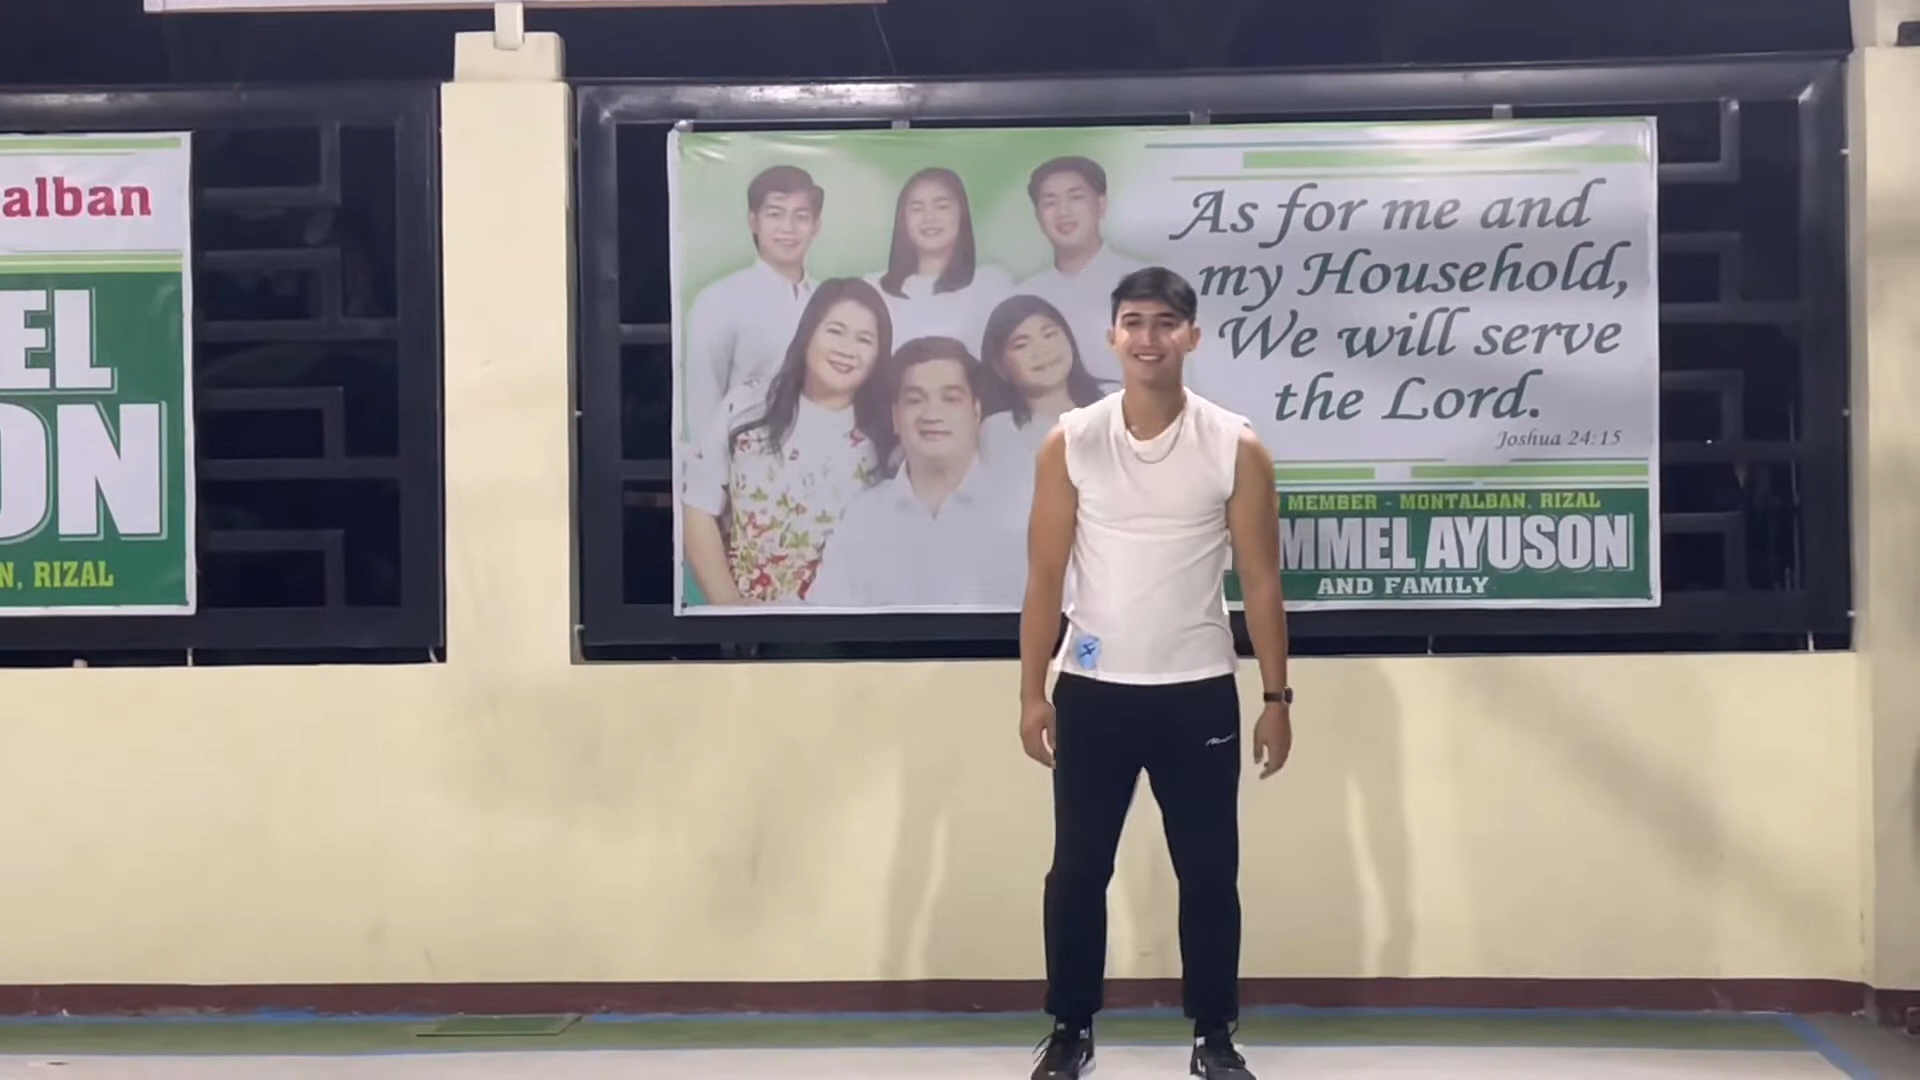 alban
EL
ON
N, RIZAL
As for me and
my Household,
We will serve
the Lord.
Joshua 24:15
MEMBER - MONTALBAN, RIZAL
MMEL AYUSON
AND FAMILY